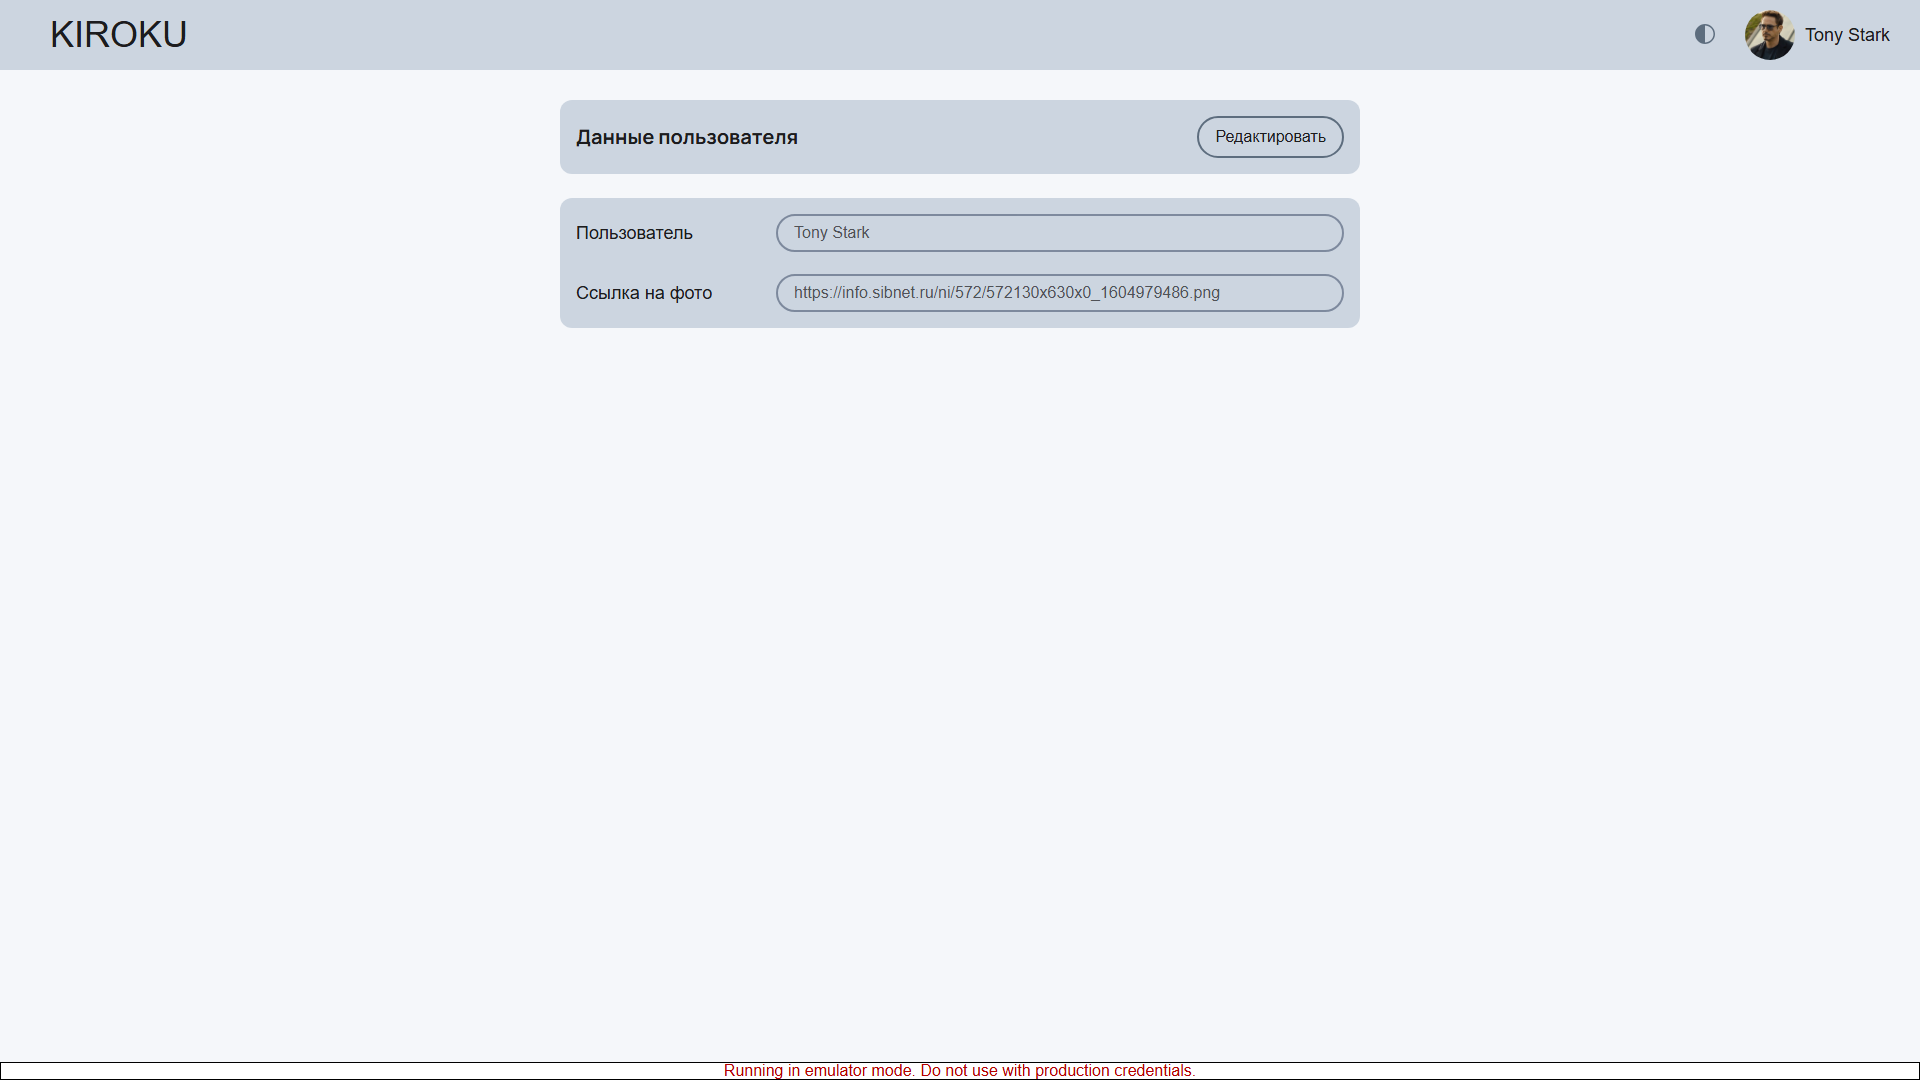 KIROKU
Tony Stark
Данные пользователя
Редактировать
Пользователь
Tony Stark
Ссылка на фото
https://info.sibnet.ru/ni/572/572130x630x0_1604979486.png
Running in emulator mode. Do not use with production credentials.